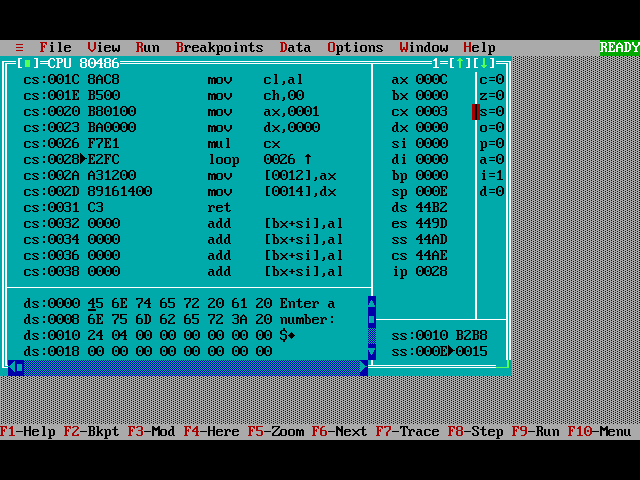 ≡ File View Run Breakpoints Data Options Window Help READY
[■]=CPU 80486 1=[↑][↓]
cs:001C 8AC8 mov cl,al ax 000C c=0
cs:001E B500 mov ch,00 bx 0000 z=0
cs:0020 B80100 mov ax,0001 cx 0003 s=0
cs:0023 BA0000 mov dx,0000 dx 0000 o=0
cs:0026 F7E1 mul cx si 0000 p=0
cs:0028►E2FC loop 0026 ↑ di 0000 a=0
cs:002A A31200 mov [0012],ax bp 0000 i=1
cs:002D 89161400 mov [0014],dx sp 000E d=0
cs:0031 C3 ret ds 44B2
cs:0032 0000 add [bx+si],al es 449D
cs:0034 0000 add [bx+si],al ss 44AD
cs:0036 0000 add [bx+si],al cs 44AE
cs:0038 0000 add [bx+si],al ip 0028
ds:0000 45 6E 74 65 72 20 61 20 Enter a
ds:0008 6E 75 6D 62 65 72 3A 20 number:
ds:0010 24 04 00 00 00 00 00 00 $♦ ss:0010 B2B8
ds:0018 00 00 00 00 00 00 00 00 ss:000E►0015
F1-Help F2-Bkpt F3-Mod F4-Here F5-Zoom F6-Next F7-Trace F8-Step F9-Run F10-Menu